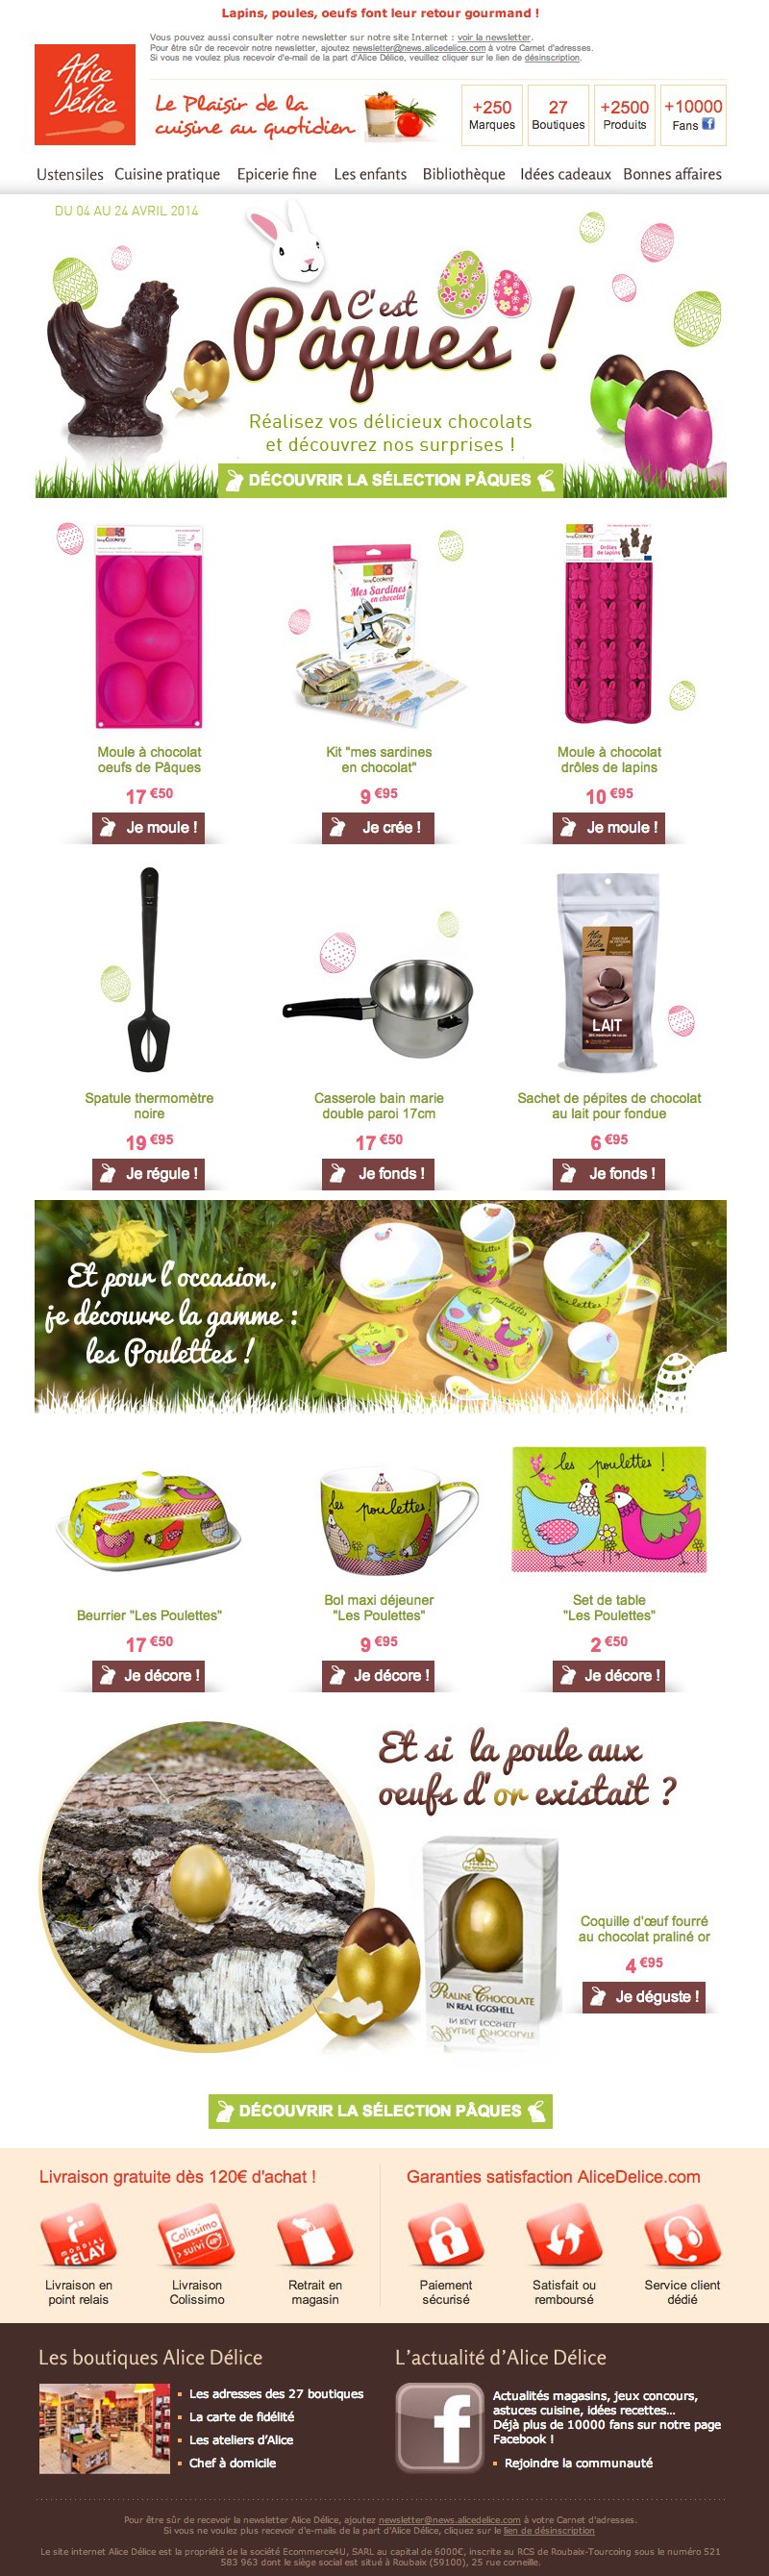 Lapins, poules, oeufs font leur retour gourmand !
Vous pouvez aussi consulter notre newsletter sur notre site Internet : voir la newsletter.
Pour être sûr de recevoir notre newsletter, ajoutez newsletter@news.alicedelice.com à votre Carnet d'adresses.
Si vous ne voulez plus recevoir d'e-mail de la part d'Alice Délice, veuillez cliquer sur le lien de désinscription.
Alice Délice
Le Plaisir de la
cuisine au quotidien
+250 Marques
27 Boutiques
+2500 Produits
+10000 Fans
Ustensiles Cuisine pratique Epicerie fine Les enfants Bibliothèque Idées cadeaux Bonnes affaires
DU 04 AU 24 AVRIL 2014
C'est
Pâques !
Réalisez vos délicieux chocolats
et découvrez nos surprises !
DÉCOUVRIR LA SÉLECTION PÂQUES
ScrapCooking
Mes Sardines
en chocolat
Drôles
de lapins
Moule à chocolat
oeufs de Pâques
17 €50
Je moule !
Kit "mes sardines
en chocolat"
9 €95
Je crée !
Moule à chocolat
drôles de lapins
10 €95
Je moule !
Alice Délice
LAIT
Spatule thermomètre
noire
19 €95
Je régule !
Casserole bain marie
double paroi 17cm
17 €50
Je fonds !
Sachet de pépites de chocolat
au lait pour fondue
6 €95
Je fonds !
Et pour l'occasion,
je découvre la gamme :
les Poulettes !
les poulettes !
les poulettes !
Beurrier "Les Poulettes"
17 €50
Je décore !
Bol maxi déjeuner
"Les Poulettes"
9 €95
Je décore !
Set de table
"Les Poulettes"
2 €50
Je décore !
Et si la poule aux
oeufs d'or existait ?
PRALINE CHOCOLATE
IN REAL EGGSHELL
Coquille d'œuf fourré
au chocolat praliné or
4 €95
Je déguste !
DÉCOUVRIR LA SÉLECTION PÂQUES
Livraison gratuite dès 120€ d'achat !
MONDIAL RELAY
Colissimo
suivi
Livraison en
point relais
Livraison
Colissimo
Retrait en
magasin
Garanties satisfaction AliceDelice.com
Paiement
sécurisé
Satisfait ou
remboursé
Service client
dédié
Les boutiques Alice Délice
Les adresses des 27 boutiques
La carte de fidélité
Les ateliers d'Alice
Chef à domicile
L'actualité d'Alice Délice
f
Actualités magasins, jeux concours,
astuces cuisine, idées recettes...
Déjà plus de 10000 fans sur notre page
Facebook !
Rejoindre la communauté
Pour être sûr de recevoir la newsletter Alice Délice, ajoutez newsletter@news.alicedelice.com à votre Carnet d'adresses.
Si vous ne voulez plus recevoir d'e-mails de la part d'Alice Délice, cliquez sur le lien de désinscription
Le site internet Alice Délice est la propriété de la société Ecommerce4U, SARL au capital de 6000€, inscrite au RCS de Roubaix-Tourcoing sous le numéro 521
583 963 dont le siège social est situé à Roubaix (59100), 25 rue corneille.